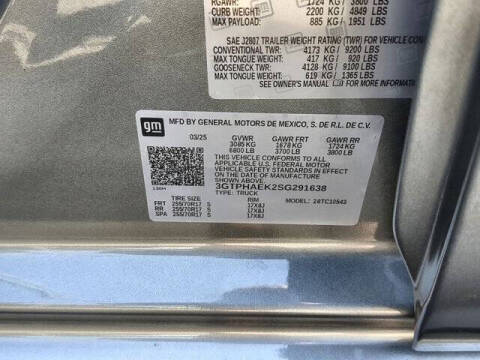 RGAWR: 1724 KG / 3800 LBS
CURB WEIGHT: 2200 KG / 4849 LBS
MAX PAYLOAD: 885 KG / 1951 LBS
SAE J2807 TRAILER WEIGHT RATING (TWR) FOR VEHICLE
CONVENTIONAL TWR: 4173 KG / 9200 LBS
MAX TONGUE WEIGHT: 417 KG / 920 LBS
GOOSENECK TWR: 4128 KG / 9100 LBS
MAX TONGUE WEIGHT: 619 KG / 1365 LBS
SEE OWNER'S MANUAL FOR MORE INFORMATION
gm
MFD BY GENERAL MOTORS DE MEXICO, S. DE R.L. DE C.V.
03/25 GVWR GAWR FRT GAWR RR
3085 KG 1678 KG 1724 KG
6800 LB 3700 LB 3800 LB
THIS VEHICLE CONFORMS TO ALL APPLICABLE
U.S. FEDERAL MOTOR VEHICLE
SAFETY STANDARDS IN EFFECT ON THE
DATE OF MANUFACTURE SHOWN ABOVE.
3GTPHAEK2SG291638
TYPE: TRUCK
TIRE SIZE RIM MODEL: 24TC10543
FRT 255/70R17 S 17X8J
RR 255/70R17 S 17X8J
SPA 255/70R17 S 17X8J